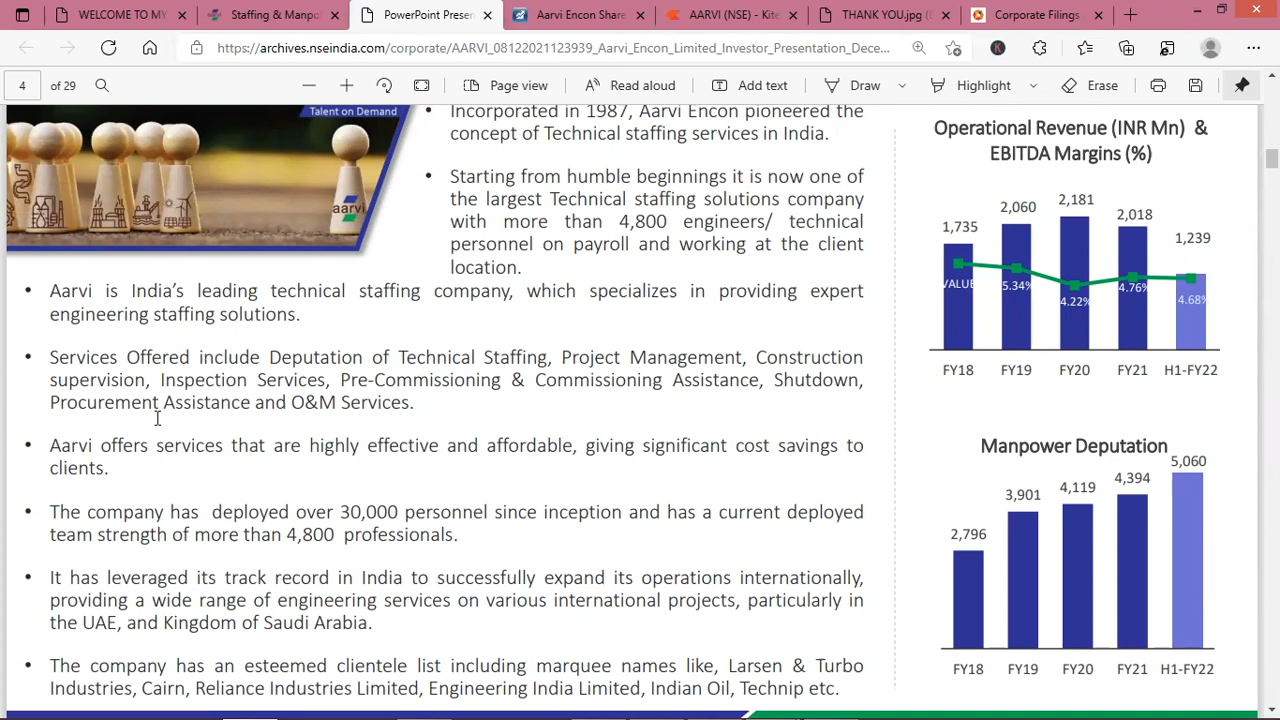 WELCOME TO MY
Staffing & Manpo
PowerPoint Preser
Aarvi Encon Share
AARVI (NSE) - Kite
THANK YOU.jpg (
Corporate Filings
https://archives.nseindia.com/corporate/AARVI_08122021123939_Aarvi_Encon_Limited_Investor_Presentation_Dece...
4 of 29
Page view
Read aloud
Add text
Draw
Highlight
Erase
Talent on Demand
aarvi
• Incorporated in 1987, Aarvi Encon pioneered the
concept of Technical staffing services in India.
• Starting from humble beginnings it is now one of
the largest Technical staffing solutions company
with more than 4,800 engineers/ technical
personnel on payroll and working at the client
location.
• Aarvi is India's leading technical staffing company, which specializes in providing expert
engineering staffing solutions.
• Services Offered include Deputation of Technical Staffing, Project Management, Construction
supervision, Inspection Services, Pre-Commissioning & Commissioning Assistance, Shutdown,
Procurement Assistance and O&M Services.
• Aarvi offers services that are highly effective and affordable, giving significant cost savings to
clients.
• The company has deployed over 30,000 personnel since inception and has a current deployed
team strength of more than 4,800 professionals.
• It has leveraged its track record in India to successfully expand its operations internationally,
providing a wide range of engineering services on various international projects, particularly in
the UAE, and Kingdom of Saudi Arabia.
• The company has an esteemed clientele list including marquee names like, Larsen & Turbo
Industries, Cairn, Reliance Industries Limited, Engineering India Limited, Indian Oil, Technip etc.
Operational Revenue (INR Mn) &
EBITDA Margins (%)
1,735 2,060 2,181 2,018 1,239
VALUE 5.34% 4.22% 4.76% 4.68%
FY18 FY19 FY20 FY21 H1-FY22
Manpower Deputation
2,796 3,901 4,119 4,394 5,060
FY18 FY19 FY20 FY21 H1-FY22